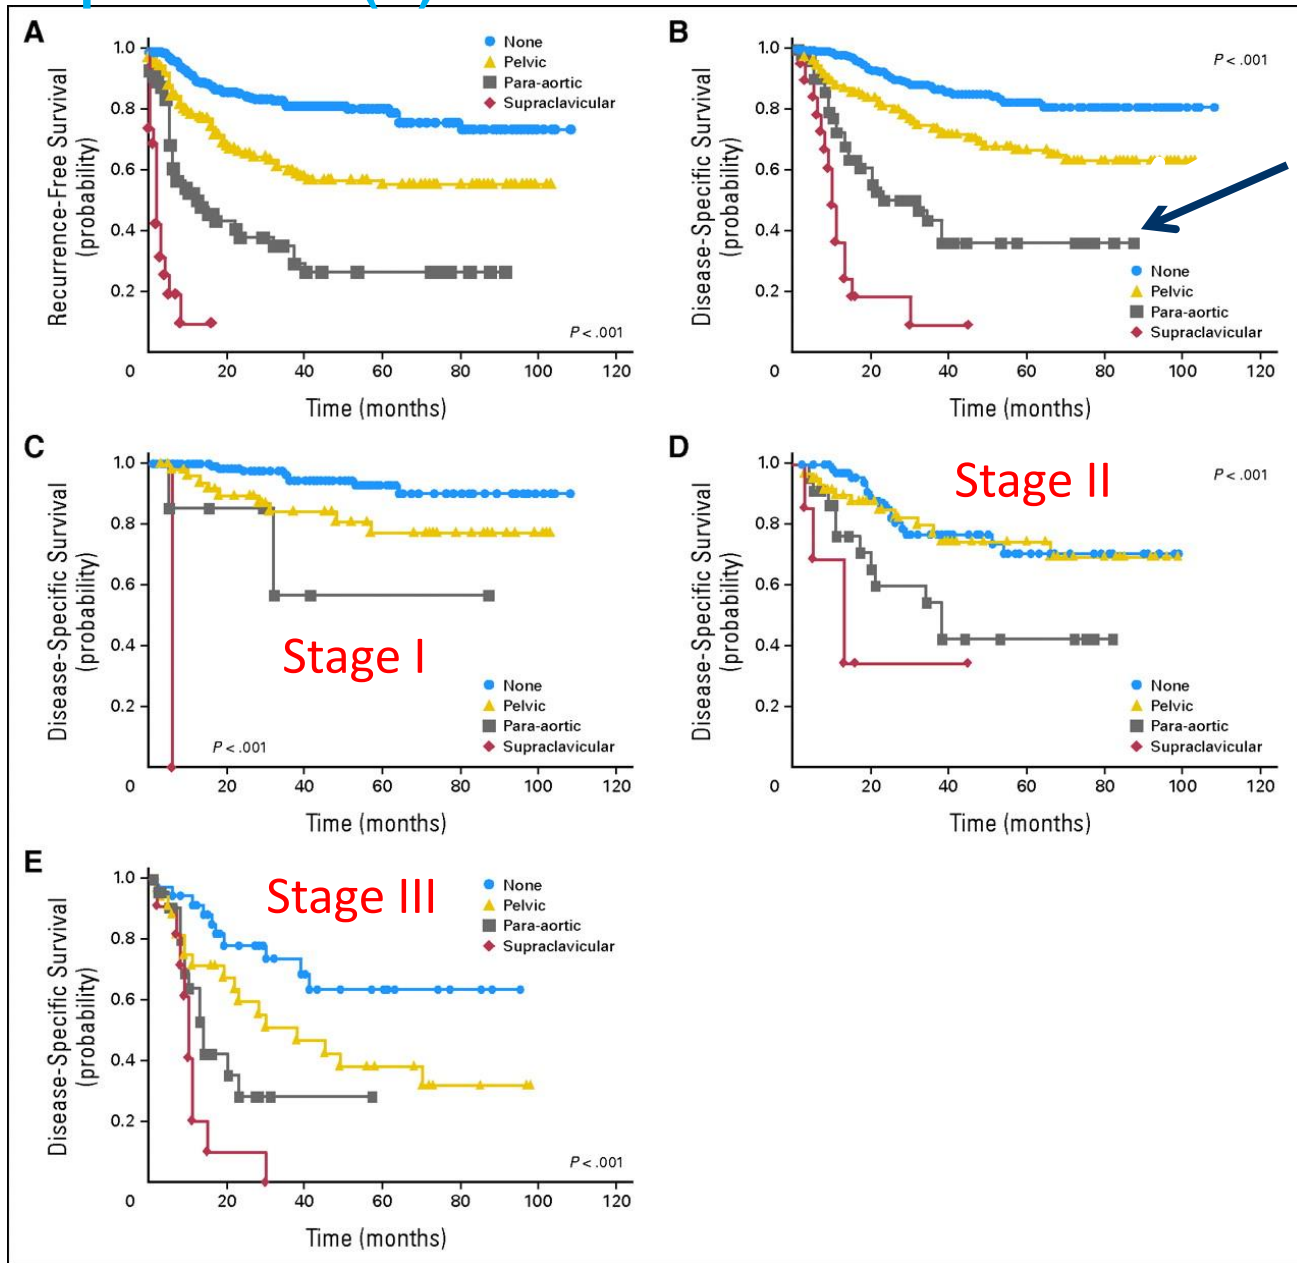 A
None
Pelvic
Para-aortic
Supraclavicular
Recurrence-Free Survival
(probability)
1.0
0.8
0.6
0.4
0.2
P < .001
0
20
40
60
80
100
120
Time (months)
B
P < .001
Disease-Specific Survival
(probability)
1.0
0.8
0.6
0.4
0.2
None
Pelvic
Para-aortic
Supraclavicular
0
20
40
60
80
100
120
Time (months)
C
Disease-Specific Survival
(probability)
1.0
0.8
0.6
0.4
0.2
Stage I
None
Pelvic
Para-aortic
Supraclavicular
P < .001
0
20
40
60
80
100
120
Time (months)
D
Stage II
P < .001
Disease-Specific Survival
(probability)
1.0
0.8
0.6
0.4
0.2
None
Pelvic
Para-aortic
Supraclavicular
0
20
40
60
80
100
120
Time (months)
E
Stage III
None
Pelvic
Para-aortic
Supraclavicular
Disease-Specific Survival
(probability)
1.0
0.8
0.6
0.4
0.2
P < .001
0
20
40
60
80
100
120
Time (months)